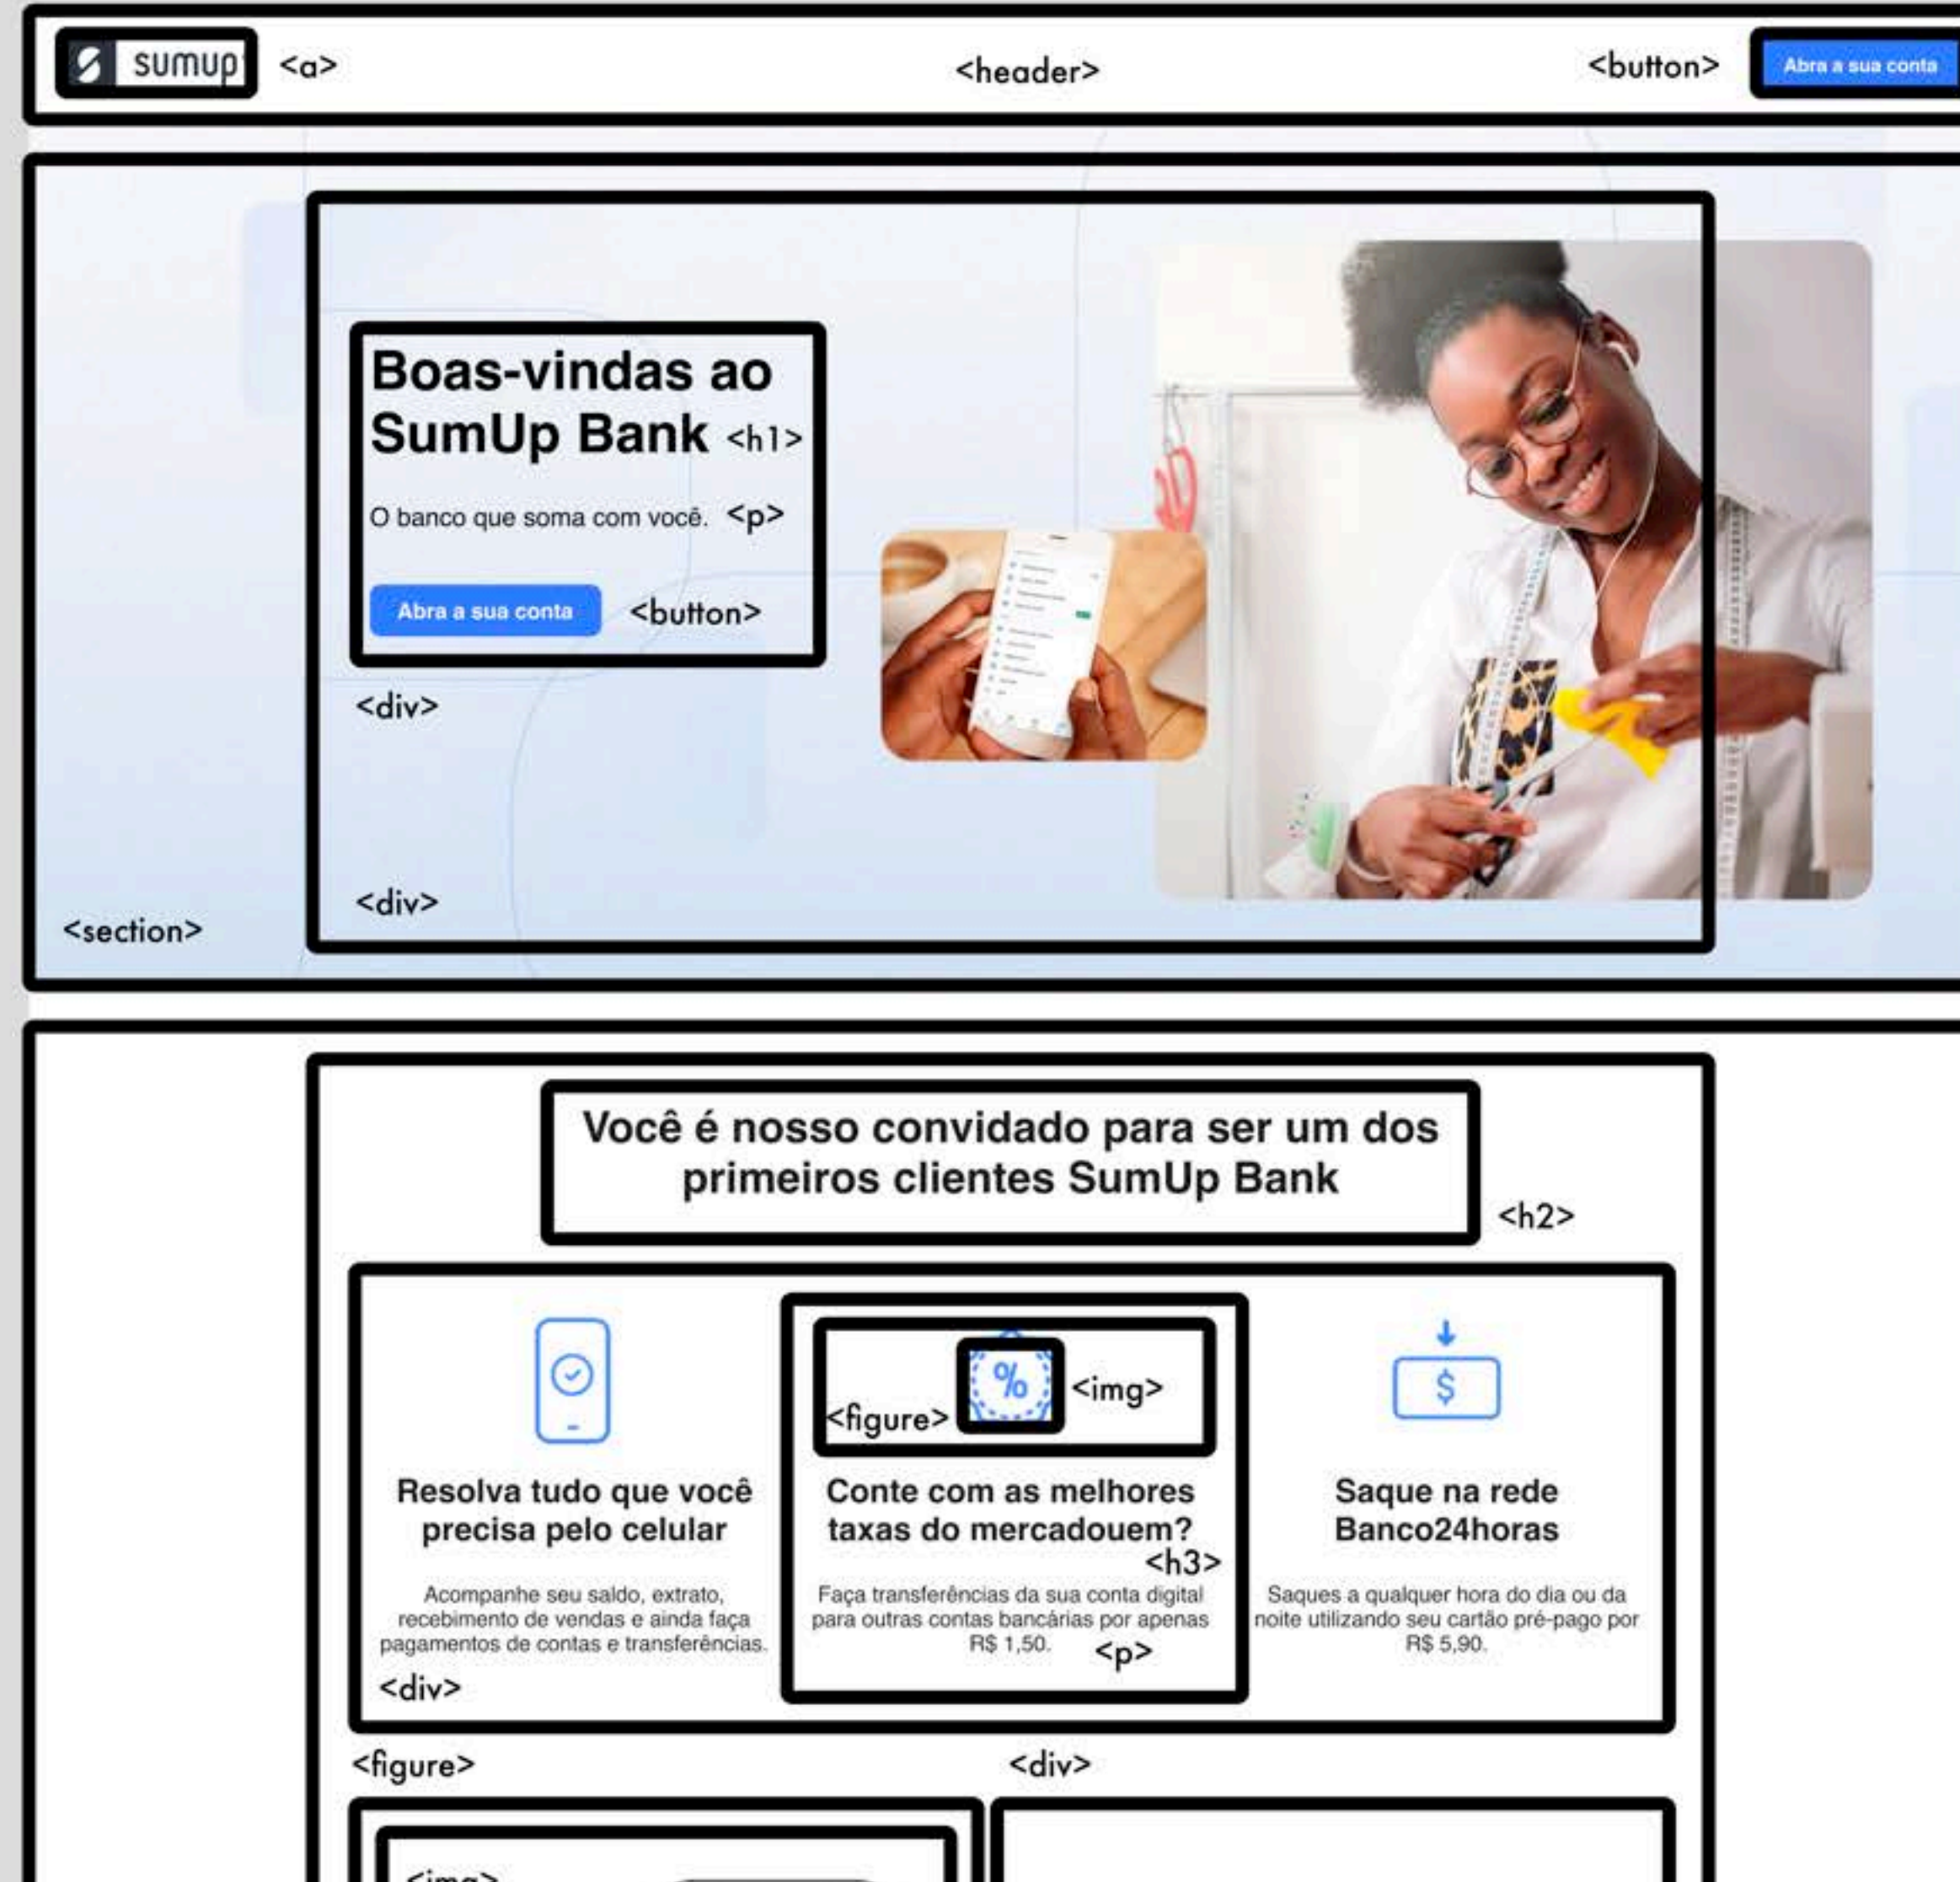 sumup <a> <header> <button> Abra a sua conta
Boas-vindas ao
SumUp Bank <h1>
O banco que soma com você. <p>
Abra a sua conta <button>
<div>
<div>
<section>
Você é nosso convidado para ser um dos
primeiros clientes SumUp Bank
<h2>
%
<img>
<figure>
$
Resolva tudo que você
precisa pelo celular
Acompanhe seu saldo, extrato,
recebimento de vendas e ainda faça
pagamentos de contas e transferências.
<div>
Conte com as melhores
taxas do mercadouem?
<h3>
Faça transferências da sua conta digital
para outras contas bancárias por apenas
R$ 1,50. <p>
Saque na rede
Banco24horas
Saques a qualquer hora do dia ou da
noite utilizando seu cartão pré-pago por
R$ 5,90.
<figure> <div>
<img>